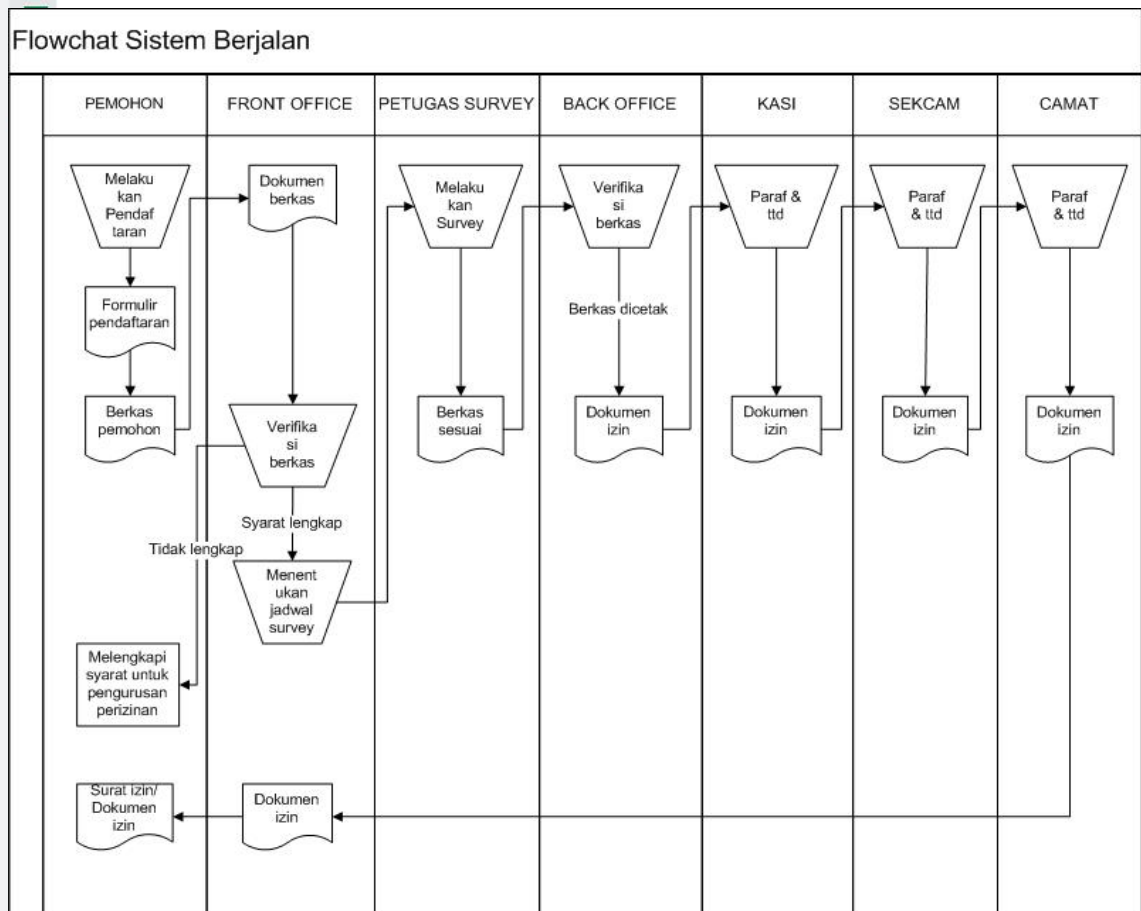 Flowchat Sistem Berjalan
PEMOHON
FRONT OFFICE
PETUGAS SURVEY
BACK OFFICE
KASI
SEKCAM
CAMAT
Melaku
kan
Pendaf
taran
Formulir
pendaftaran
Berkas
pemohon
Dokumen
berkas
Verifika
si
berkas
Syarat lengkap
Tidak lengkap
Menent
ukan
jadwal
survey
Melengkapi
syarat untuk
pengurusan
perizinan
Melaku
kan
Survey
Berkas
sesuai
Verifika
si
berkas
Berkas dicetak
Dokumen
izin
Paraf &
ttd
Dokumen
izin
Paraf
& ttd
Dokumen
izin
Paraf
& ttd
Dokumen
izin
Dokumen
izin
Surat izin/
Dokumen
izin